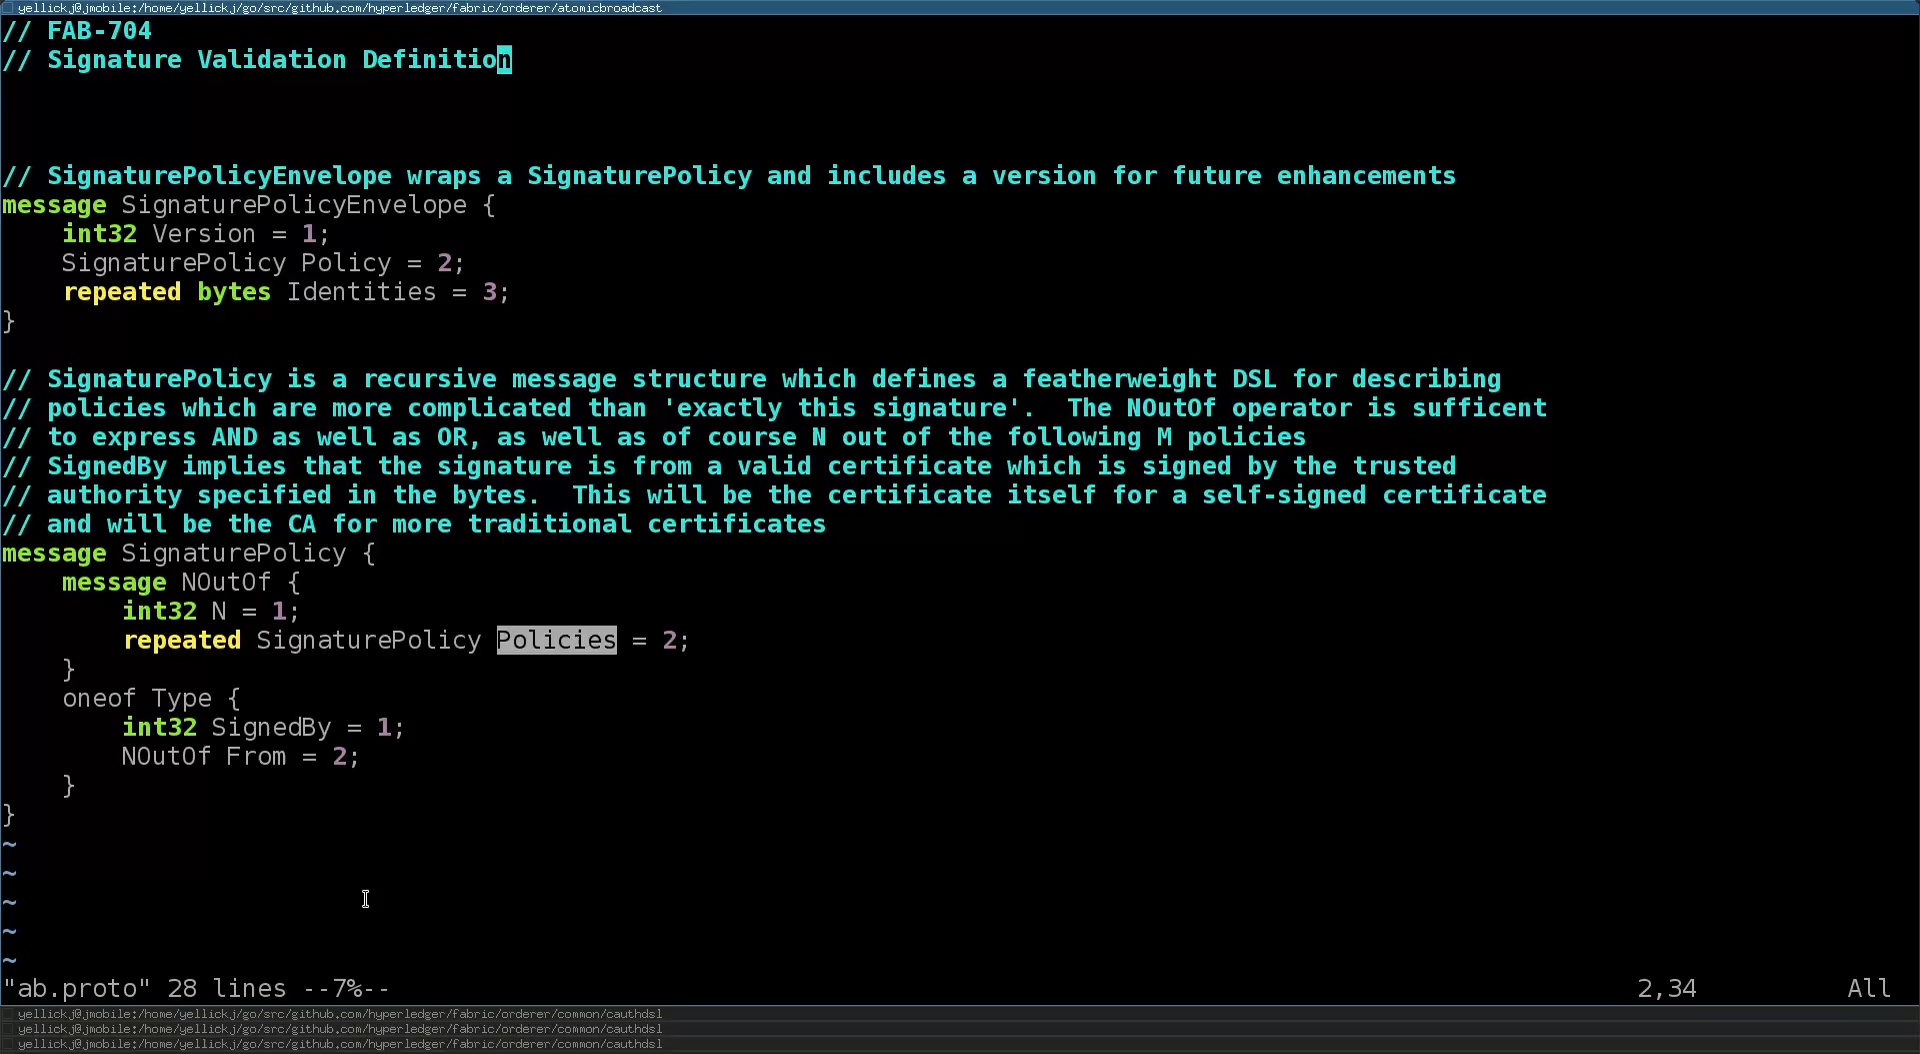 yellickj@jmobile:/home/yellickj/go/src/github.com/hyperledger/fabric/orderer/atomicbroadcast
// FAB-704
// Signature Validation Definition
// SignaturePolicyEnvelope wraps a SignaturePolicy and includes a version for future enhancements
message SignaturePolicyEnvelope {
    int32 Version = 1;
    SignaturePolicy Policy = 2;
    repeated bytes Identities = 3;
}
// SignaturePolicy is a recursive message structure which defines a featherweight DSL for describing
// policies which are more complicated than 'exactly this signature'.  The NOutOf operator is sufficent
// to express AND as well as OR, as well as of course N out of the following M policies
// SignedBy implies that the signature is from a valid certificate which is signed by the trusted
// authority specified in the bytes.  This will be the certificate itself for a self-signed certificate
// and will be the CA for more traditional certificates
message SignaturePolicy {
    message NOutOf {
        int32 N = 1;
        repeated SignaturePolicy Policies = 2;
    }
    oneof Type {
        int32 SignedBy = 1;
        NOutOf From = 2;
    }
}
~
~
~
~
~
"ab.proto" 28 lines --7%-- 2,34 All
yellickj@jmobile:/home/yellickj/go/src/github.com/hyperledger/fabric/orderer/common/cauthdsl
yellickj@jmobile:/home/yellickj/go/src/github.com/hyperledger/fabric/orderer/common/cauthdsl
yellickj@jmobile:/home/yellickj/go/src/github.com/hyperledger/fabric/orderer/common/cauthdsl